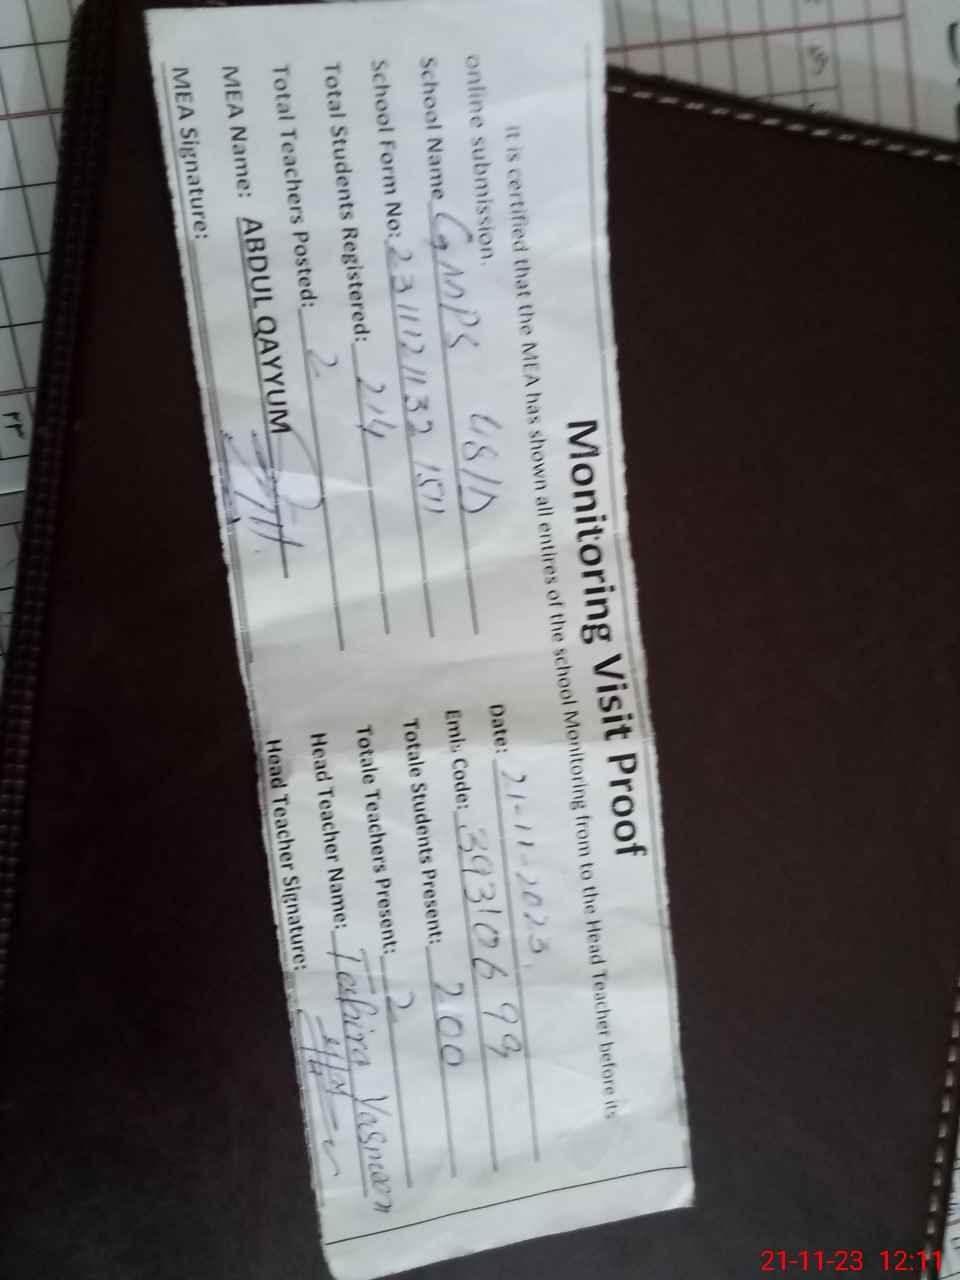 Monitoring Visit Proof
It is certified that the MEA has shown all entires of the school Monitoring from to the Head Teacher before its
online submission.
Date: 21-11-2023
School Name GMPS 48/D
Emis Code: 39310699
School Form No: 2311121132 1511
Totale Students Present: 200
Total Students Registered: 214
Totale Teachers Present: 2
Total Teachers Posted: 2
Head Teacher Name: Tahira Yasmeen
MEA Name: ABDUL QAYYUM
Head Teacher Signature:
MEA Signature:
21-11-23 12:11